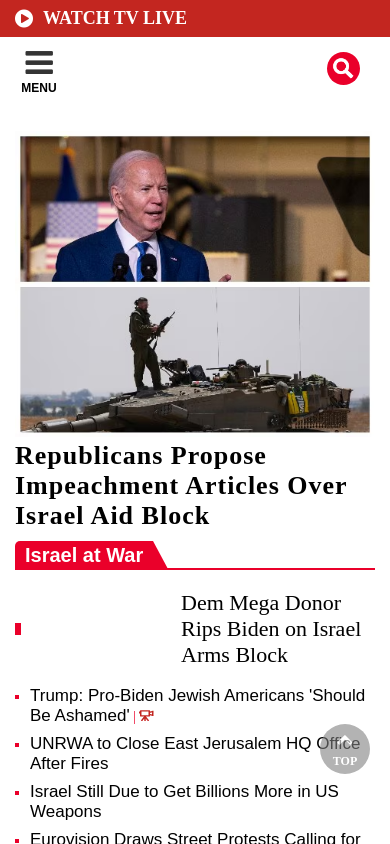 WATCH TV LIVE
MENU
Republicans Propose
Impeachment Articles Over
Israel Aid Block
Israel at War
Dem Mega Donor
Rips Biden on Israel
Arms Block
Trump: Pro-Biden Jewish Americans 'Should
Be Ashamed' |
UNRWA to Close East Jerusalem HQ Office
After Fires
TOP
Israel Still Due to Get Billions More in US
Weapons
Eurovision Draws Street Protests Calling for